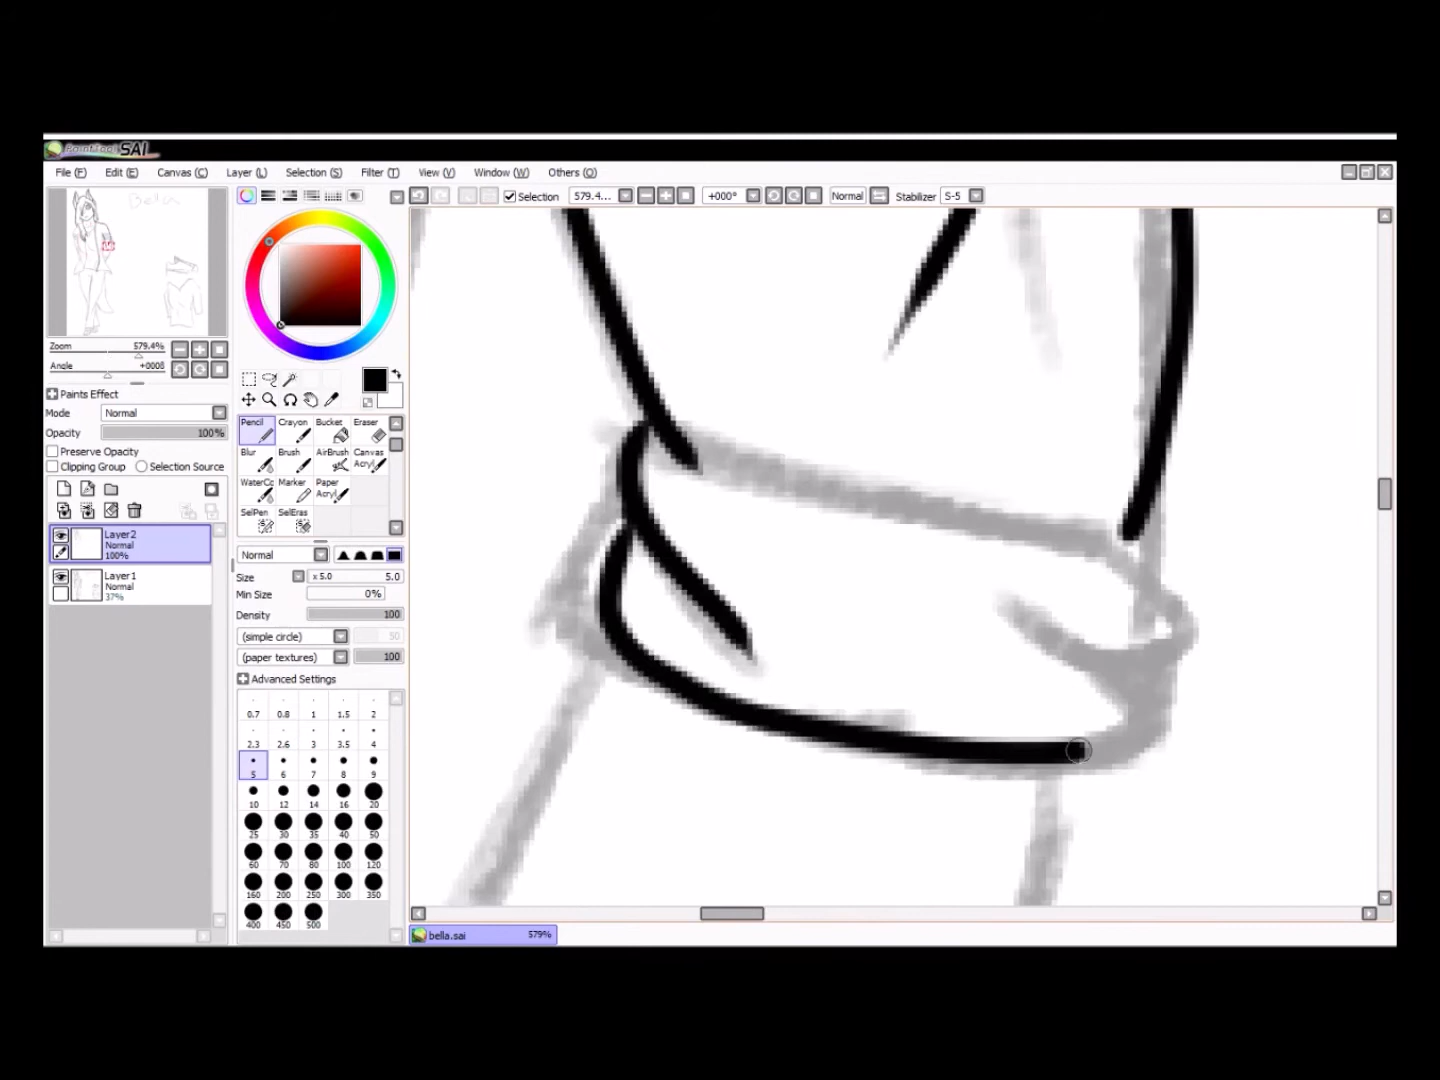 PaintTool SAI
File (F) Edit (E) Canvas (C) Layer (L) Selection (S) Filter (T) View (V) Window (W) Others (O)
Selection 579.4... +000° Normal Stabilizer S-5
Bella
Zoom 579.4%
Angle +000ß
Paints Effect
Mode Normal
Opacity 100%
Preserve Opacity
Clipping Group Selection Source
Layer2
Normal
100%
Layer1
Normal
37%
Pencil Crayon Bucket Eraser
Blur Brush AirBrush Canvas
Acryl
WaterCo Marker Paper
Acryl
SelPen SelEras
Normal
Size x 5.0 5.0
Min Size 0%
Density 100
(simple circle) 50
(paper textures) 100
Advanced Settings
0.7 0.8 1 1.5 2
2.3 2.6 3 3.5 4
5 6 7 8 9
10 12 14 16 20
25 30 35 40 50
60 70 80 100 120
160 200 250 300 350
400 450 500
bella.sai 579%